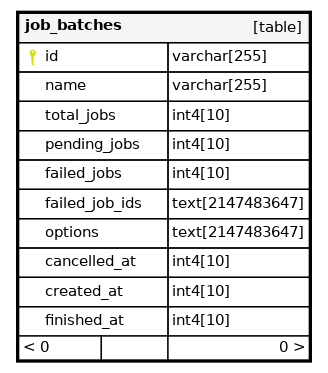 job_batches [table]
id varchar[255]
name varchar[255]
total_jobs int4[10]
pending_jobs int4[10]
failed_jobs int4[10]
failed_job_ids text[2147483647]
options text[2147483647]
cancelled_at int4[10]
created_at int4[10]
finished_at int4[10]
< 0 0 >